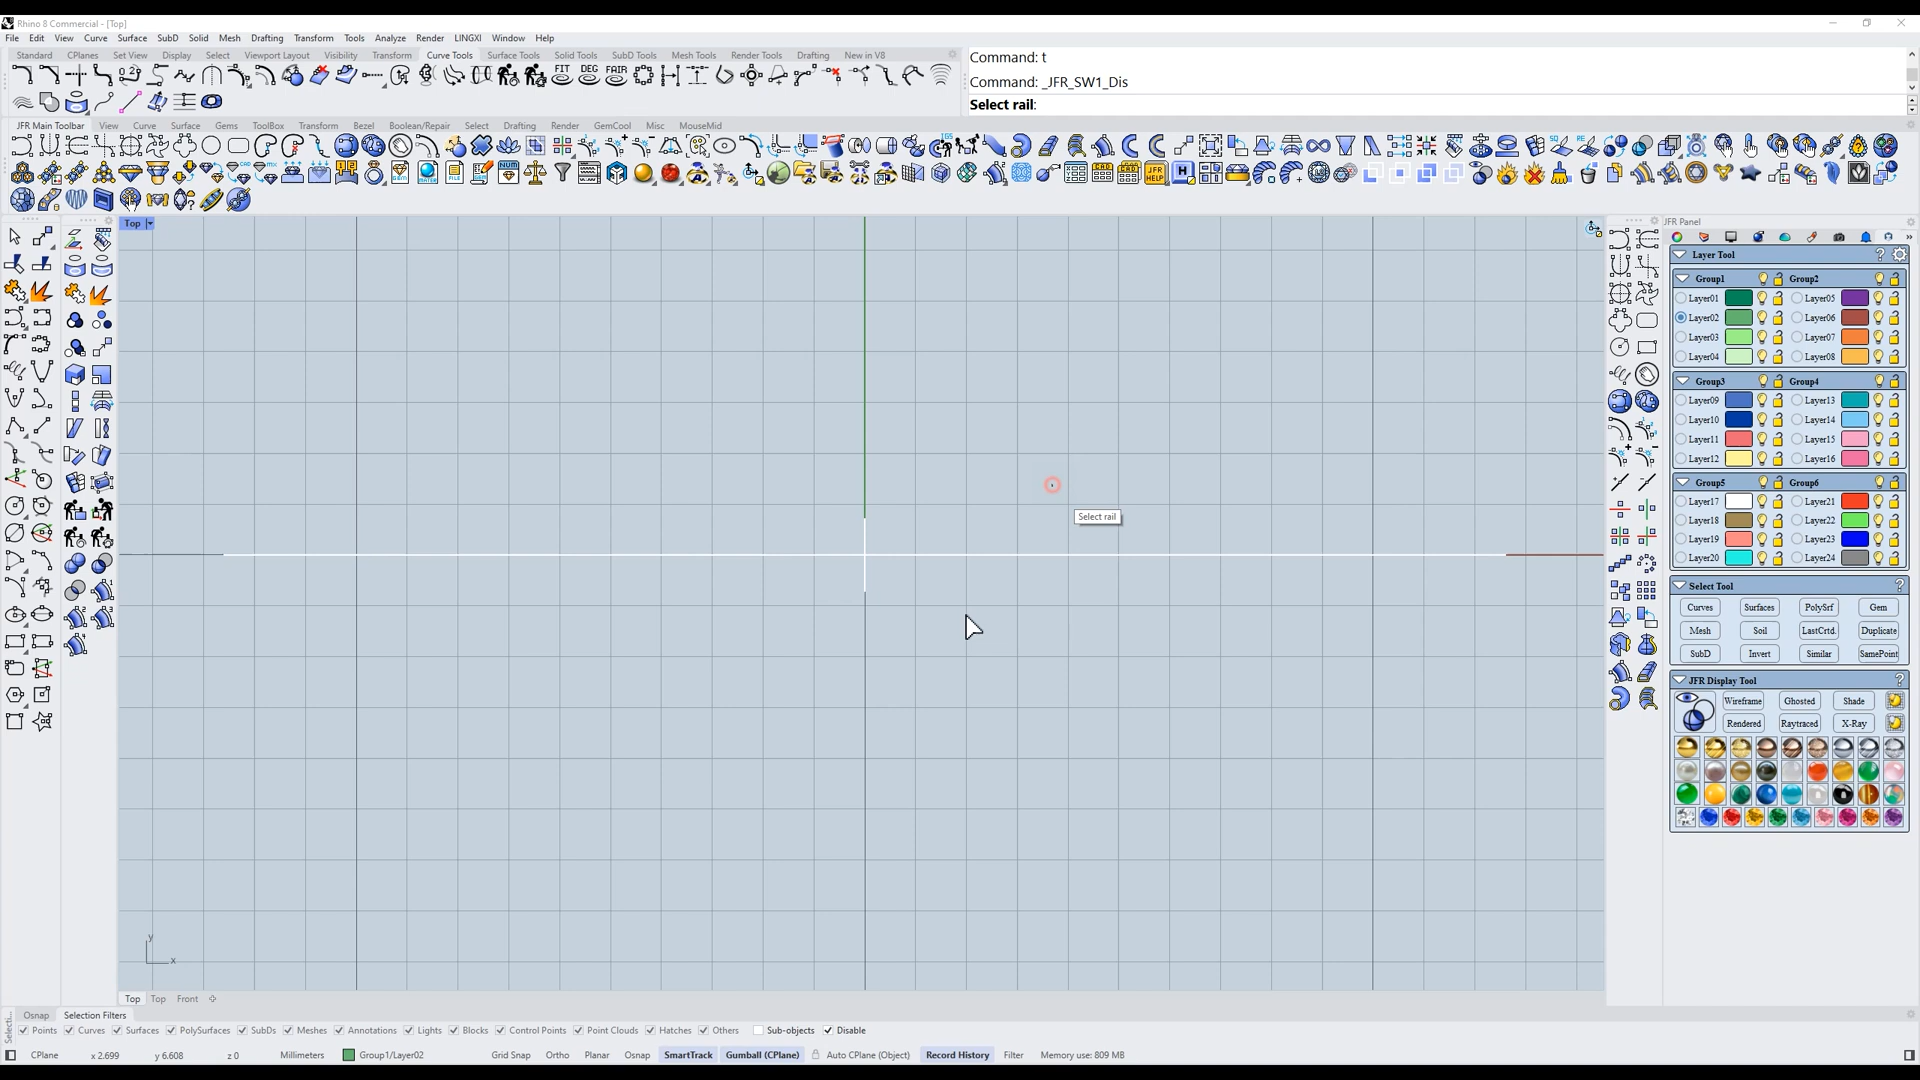 Rhino 8 Commercial - [Top]
File Edit View Curve Surface SubD Solid Mesh Drafting Transform Tools Analyze Render LINGXI Window Help
Standard CPlanes Set View Display Select Viewport Layout Visibility Transform Curve Tools Surface Tools Solid Tools SubD Tools Mesh Tools Render Tools Drafting New in V8
Command: t
Command: _JFR_SW1_Dis
Select rail:
FIT DEG FAIR
JFR Main Toolbar View Curve Surface Gems ToolBox Transform Bezel Boolean/Repair Select Drafting Render GemCool Misc MouseMid
Top
JFR Panel
Layer Tool
Group1 Group2
Layer01 Layer05
Layer02 Layer06
Layer03 Layer07
Layer04 Layer08
Group3 Group4
Layer09 Layer13
Layer10 Layer14
Layer11 Layer15
Layer12 Layer16
Group5 Group6
Layer17 Layer21
Layer18 Layer22
Layer19 Layer23
Layer20 Layer24
Select rail
Select Tool
Curves Surfaces PolySrf Gem
Mesh Soil LastCrtd. Duplicate
SubD Invert Similar SamePoint
JFR Display Tool
Wireframe Ghosted Shade
Rendered Raytraced X-Ray
y
x
Top Top Front
Osnap Selection Filters
Points Curves Surfaces PolySurfaces SubDs Meshes Annotations Lights Blocks Control Points Point Clouds Hatches Others Sub-objects Disable
CPlane x 2.699 y 6.608 z 0 Millimeters Group1/Layer02 Grid Snap Ortho Planar Osnap SmartTrack Gumball (CPlane) Auto CPlane (Object) Record History Filter Memory use: 809 MB